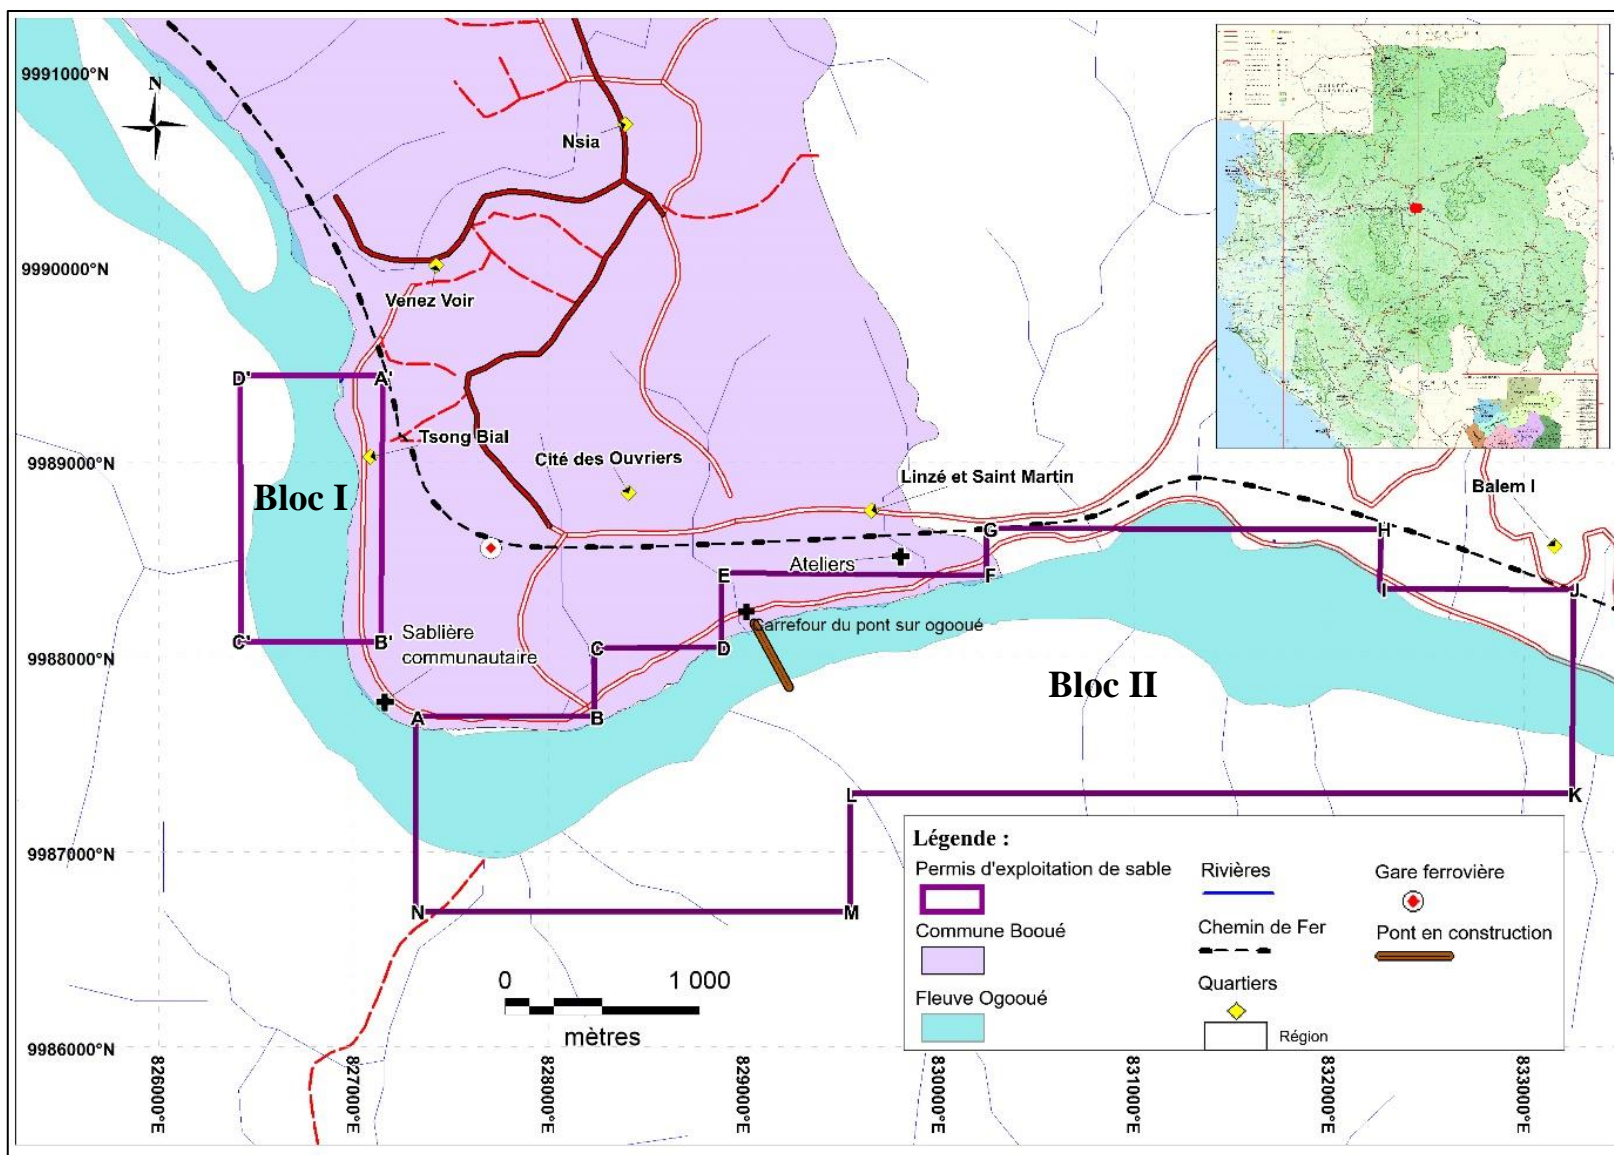 9991000°N
N
Nsia
9990000°N
Venez Voir
D'
A'
Tsong Bial
9989000°N
Cité des Ouvriers
Linzé et Saint Martin
Balem I
Bloc I
G
H
Ateliers
E
F
I
J
Carrefour du pont sur ogooué
Sablière
communautaire
C'
B'
C
D
9988000°N
Bloc II
A
B
L
K
9987000°N
N
M
Légende :
Permis d'exploitation de sable
Commune Booué
Fleuve Ogooué
Rivières
Chemin de Fer
Quartiers
Région
Gare ferrovière
Pont en construction
0
1 000
mètres
9986000°N
826000°E
827000°E
828000°E
829000°E
830000°E
831000°E
832000°E
833000°E